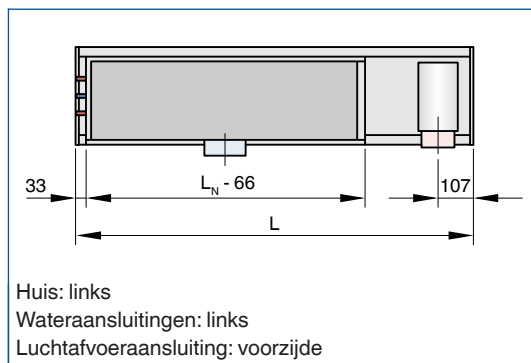 33
L_N - 66
107
L
Huis: links
Wateraansluitingen: links
Luchtafvoeraansluiting: voorzijde